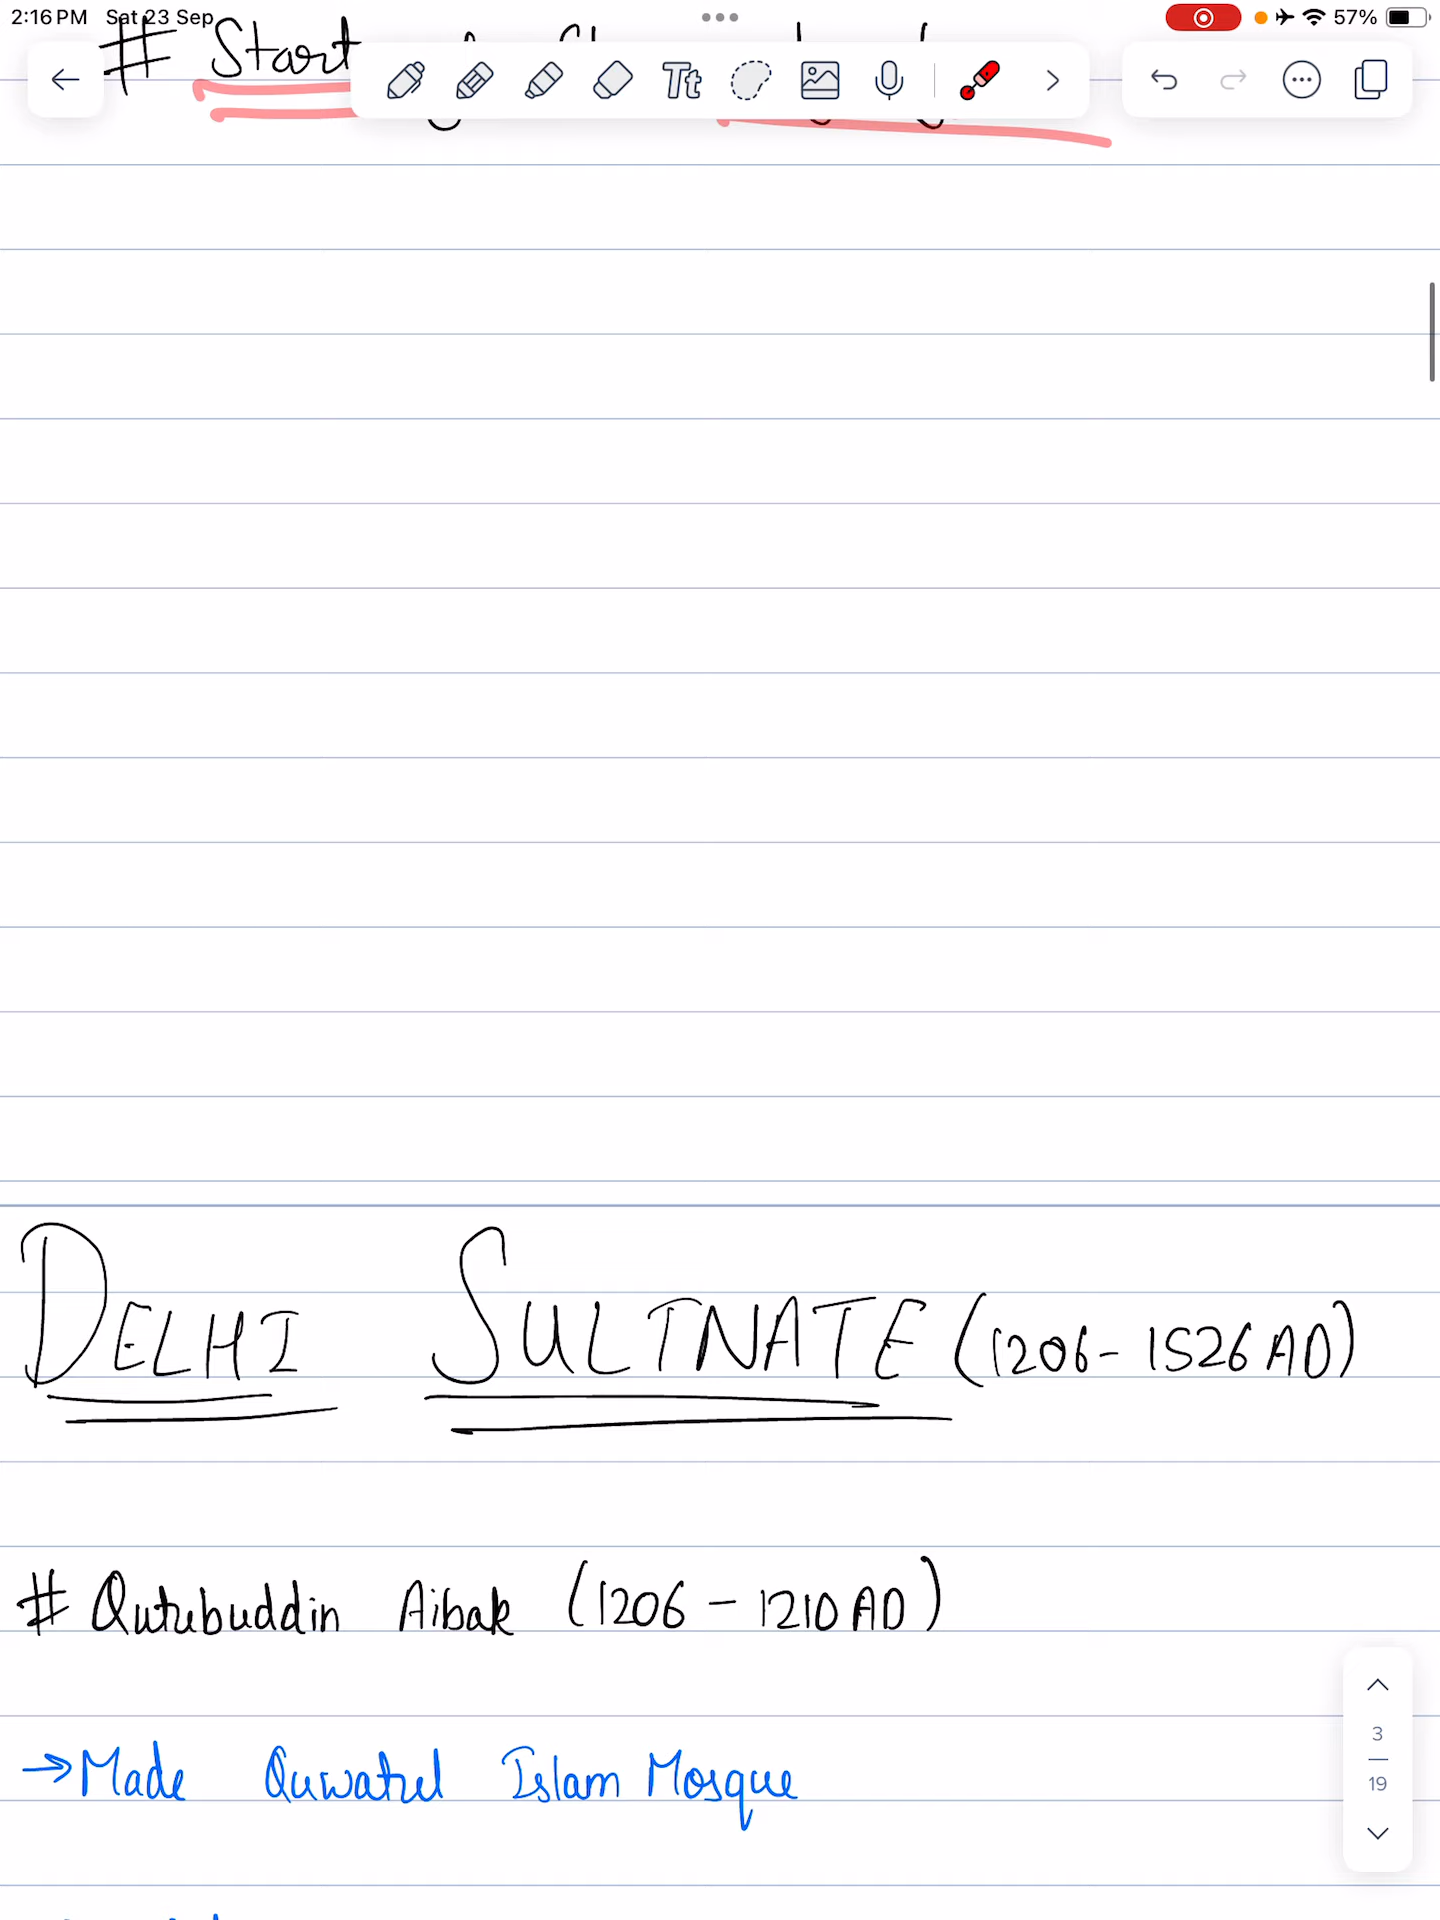 2:16 PM Sat 23 Sep
57%
# Start
Tt
DELHI SULTNATE (1206 - 1526 AD)
# Qutubuddin Aibak (1206 - 1210 AD)
→ Made Quwatul Islam Mosque
3
19